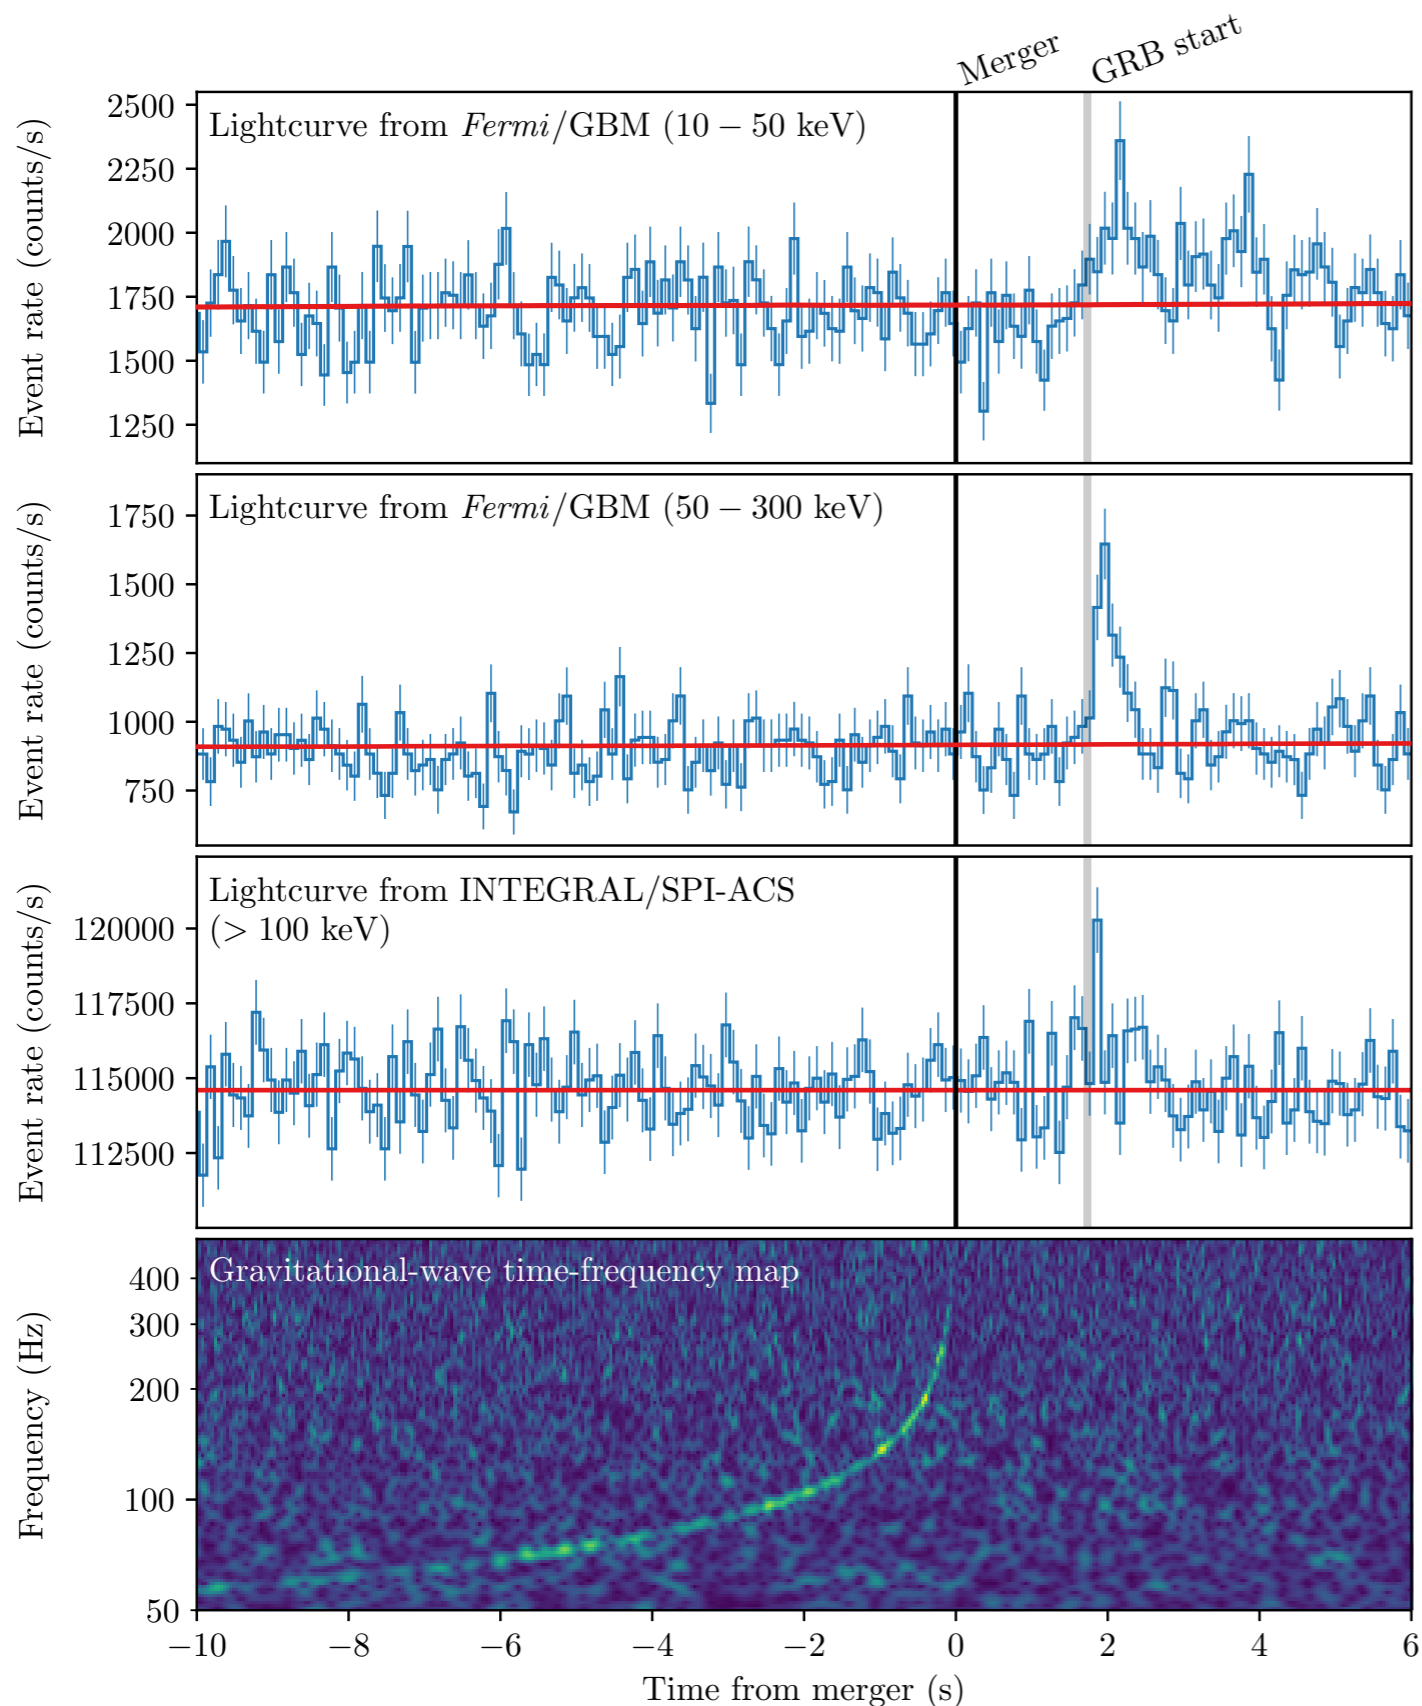 Merger
GRB start
Lightcurve from Fermi/GBM (10 − 50 keV)
Event rate (counts/s)
2500
2250
2000
1750
1500
1250
Lightcurve from Fermi/GBM (50 − 300 keV)
Event rate (counts/s)
1750
1500
1250
1000
750
Lightcurve from INTEGRAL/SPI-ACS
(> 100 keV)
Event rate (counts/s)
120000
117500
115000
112500
Gravitational-wave time-frequency map
Frequency (Hz)
400
300
200
100
50
−10 −8 −6 −4 −2 0 2 4 6
Time from merger (s)